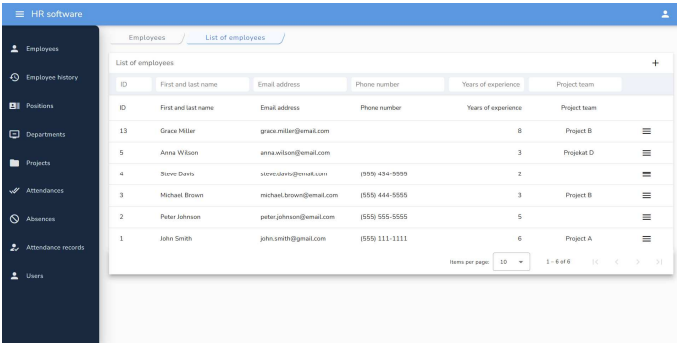 HR software
Employees
Employee history
Positions
Departments
Projects
Attendances
Absences
Attendance records
Users
Employees / List of employees /
List of employees +
ID First and last name Email address Phone number Years of experience Project team
ID First and last name Email address Phone number Years of experience Project team
13 Grace Miller grace.miller@email.com 8 Project B
5 Anna Wilson anna.wilson@email.com 3 Projekat D
4 Steve Davis steve.davis@email.com (555) 454-5555 2
3 Michael Brown michael.brown@email.com (555) 444-5555 3 Project B
2 Peter Johnson peter.johnson@email.com (555) 555-5555 5
1 John Smith john.smith@gmail.com (555) 111-1111 6 Project A
Items per page: 10 1 – 6 of 6